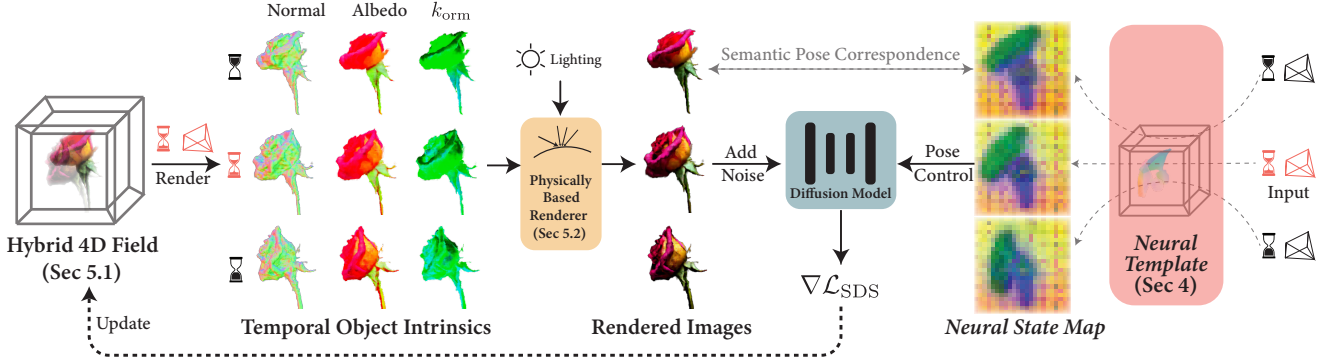 Normal Albedo k_orm
Lighting
Semantic Pose Correspondence
Render
Physically
Based
Renderer
(Sec 5.2)
Add
Noise
Diffusion Model
Pose
Control
Input
Hybrid 4D Field
(Sec 5.1)
Neural
Template
(Sec 4)
∇ℒ_SDS
Update
Temporal Object Intrinsics
Rendered Images
Neural State Map